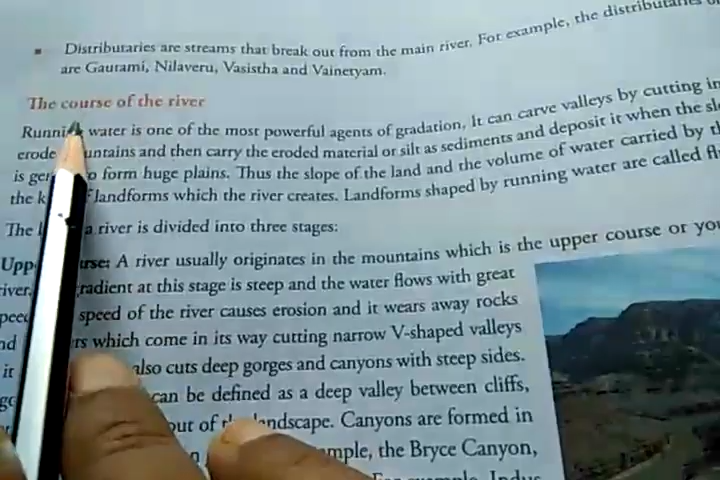 Distributaries are streams that break out from the main river. For example, the distributaries
are Gautami, Nilaveru, Vasistha and Vainetyam.
The course of the river
water is one of the most powerful agents of gradation, It can carve valleys by cutting
and then carry the eroded material or silt as sediments and deposit it when the
is form huge plains. Thus the slope of the land and the volume of water carried by
the landforms which the river creates. Landforms shaped by running water are called
The a river is divided into three stages:
A river usually originates in the mountains which is the upper course or
river. at this stage is steep and the water flows with great
speed of the river causes erosion and it wears away rocks
which come in its way cutting narrow V-shaped valleys
it also cuts deep gorges and canyons with steep sides.
can be defined as a deep valley between cliffs,
out of landscape. Canyons are formed in
the Bryce Canyon,